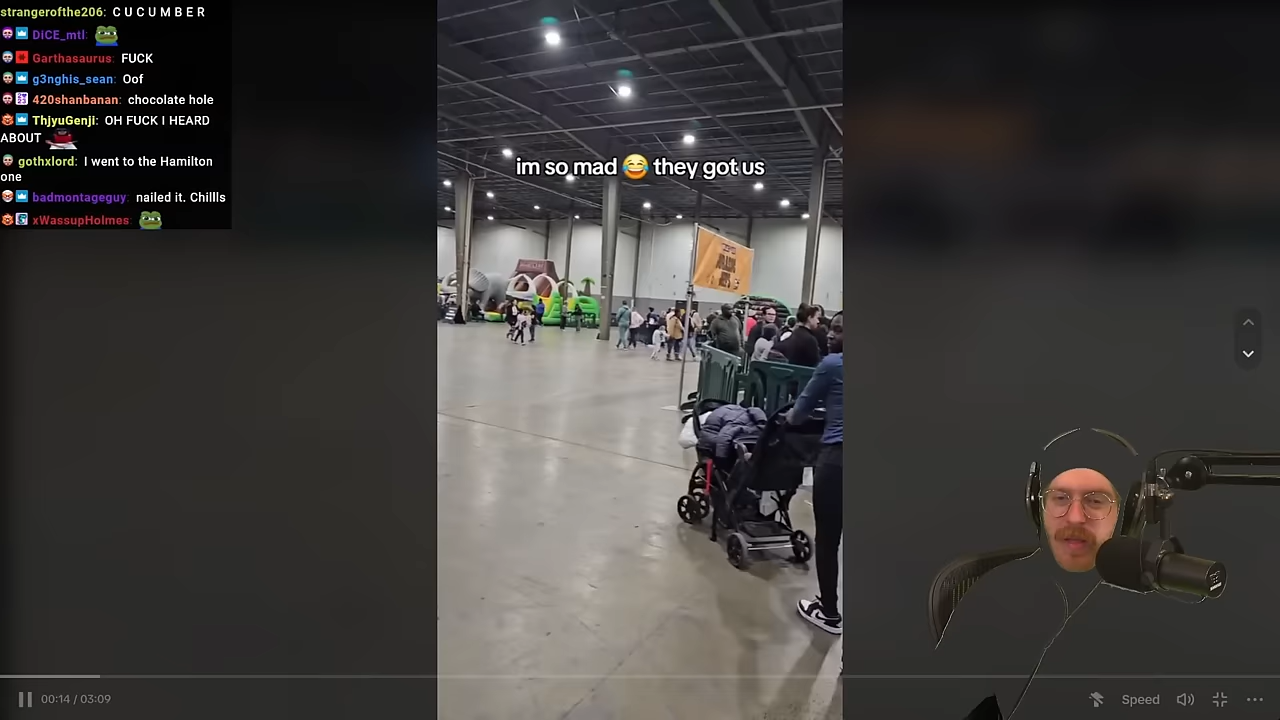 strangerofthe206: C U C U M B E R
DiCE_mtl:
Garthasaurus: FUCK
g3nghis_sean: Oof
420shanbanan: chocolate hole
ThjyuGenji: OH FUCK I HEARD
ABOUT
gothxlord: I went to the Hamilton
one
badmontageguy: nailed it. Chillls
xWassupHolmes:
im so mad 😂 they got us
00:14 / 03:09
Speed